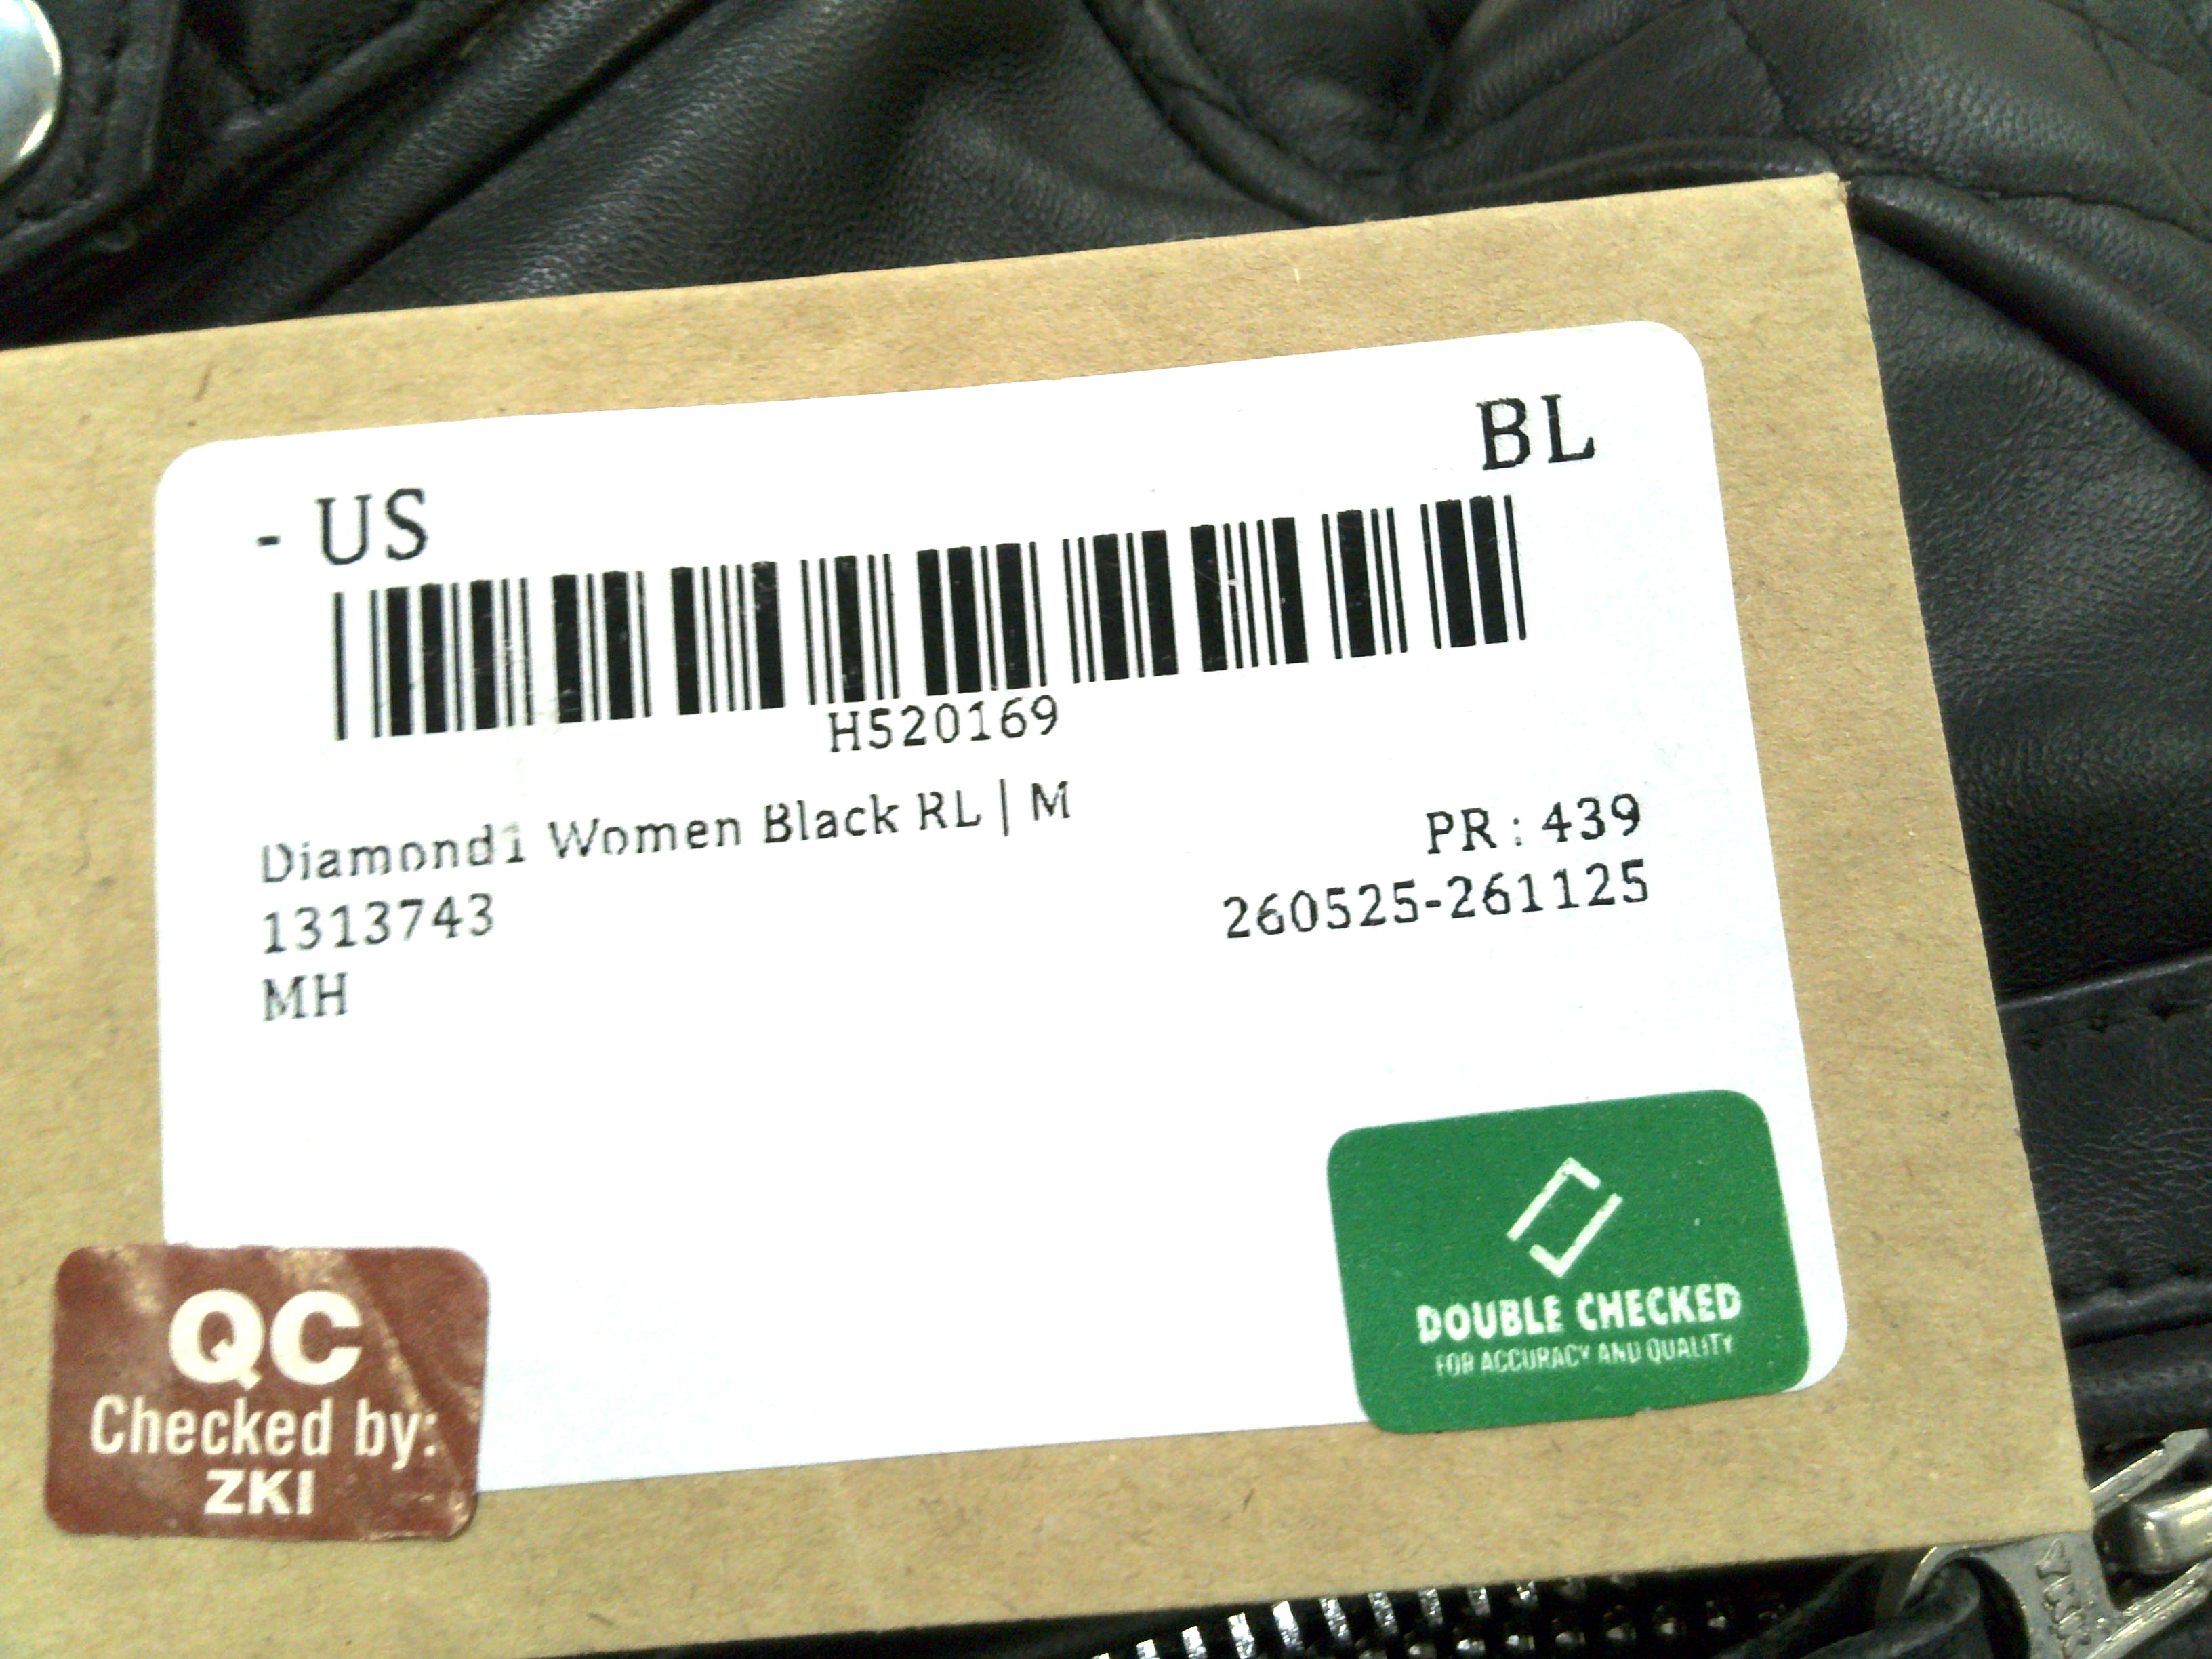 - US
BL
H520169
Diamond1 Women Black RL | M
PR : 439
1313743
260525-261125
MH
DOUBLE CHECKED
FOR ACCURACY AND QUALITY
QC
Checked by:
ZKI